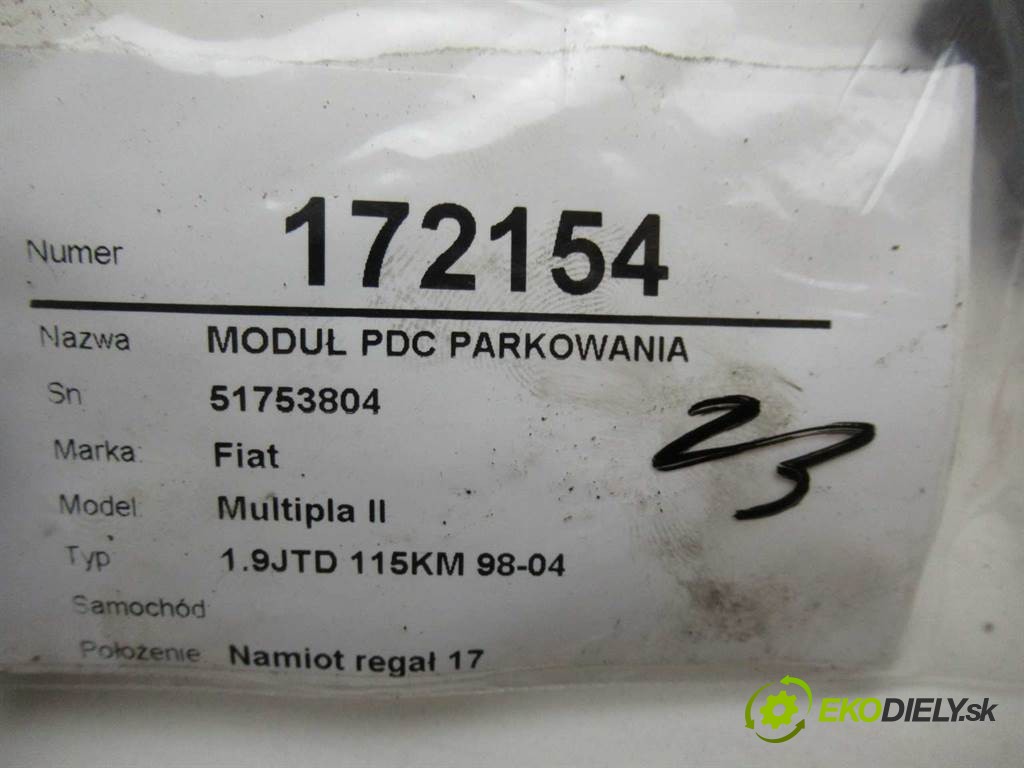 Numer 172154
Nazwa MODUŁ PDC PARKOWANIA
Sn 51753804
Marka: Fiat
23
Model: Multipla II
Typ 1.9JTD 115KM 98-04
Samochód
Położenie Namiot regał 17
EKODIELY.sk